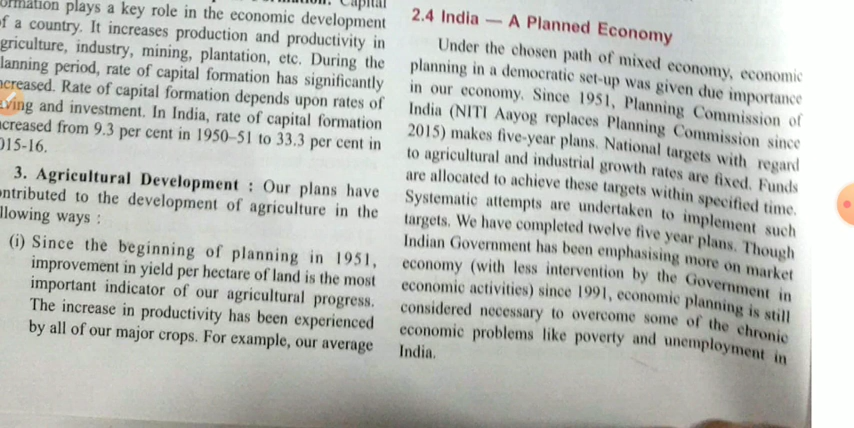 plays a key role in the economic development
of a country. It increases production and productivity in
griculture, industry, mining, plantation, etc. During the
lanning period, rate of capital formation has significantly
ncreased. Rate of capital formation depends upon rates of
ving and investment. In India, rate of capital formation
ncreased from 9.3 per cent in 1950–51 to 33.3 per cent in
015-16.
3. Agricultural Development : Our plans have
ontributed to the development of agriculture in the
llowing ways :
(i) Since the beginning of planning in 1951,
improvement in yield per hectare of land is the most
important indicator of our agricultural progress.
The increase in productivity has been experienced
by all of our major crops. For example, our average
2.4 India — A Planned Economy
Under the chosen path of mixed economy, economic
planning in a democratic set-up was given due importance
in our economy. Since 1951, Planning Commission of
India (NITI Aayog replaces Planning Commission since
2015) makes five-year plans. National targets with regard
to agricultural and industrial growth rates are fixed. Funds
are allocated to achieve these targets within specified time.
Systematic attempts are undertaken to implement such
targets. We have completed twelve five year plans. Though
Indian Government has been emphasising more on market
economy (with less intervention by the Government in
economic activities) since 1991, economic planning is still
considered necessary to overcome some of the chronic
economic problems like poverty and unemployment in
India.